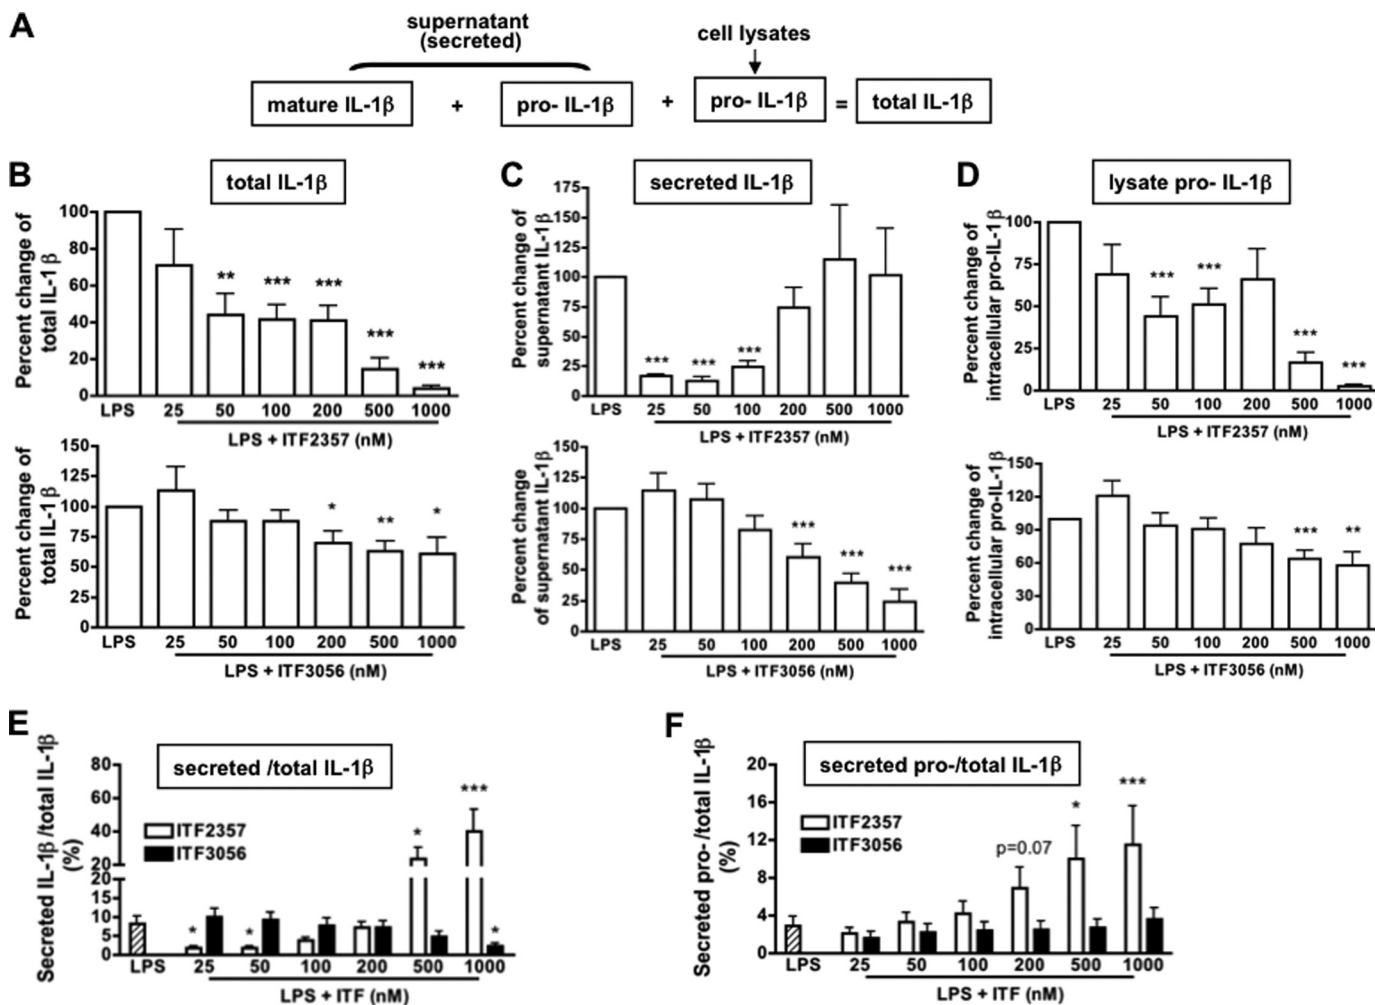 A
supernatant
(secreted)
cell lysates
mature IL-1β + pro- IL-1β + pro- IL-1β = total IL-1β
B
total IL-1β
Percent change of
total IL-1β
100
80
60
40
20
0
** *** *** *** ***
LPS 25 50 100 200 500 1000
LPS + ITF2357 (nM)
Percent change of
total IL-1β
150
125
100
75
50
25
0
* ** *
LPS 25 50 100 200 500 1000
LPS + ITF3056 (nM)
C
secreted IL-1β
Percent change of
supernatant IL-1β
175
150
125
100
75
50
25
0
*** *** ***
LPS 25 50 100 200 500 1000
LPS + ITF2357 (nM)
Percent change
of supernatant IL-1β
150
125
100
75
50
25
0
*** *** ***
LPS 25 50 100 200 500 1000
LPS + ITF3056 (nM)
D
lysate pro- IL-1β
Percent change of
intracellular pro-IL-1β
100
75
50
25
0
*** *** *** ***
LPS 25 50 100 200 500 1000
LPS + ITF2357 (nM)
Percent change of
intracellular pro-IL-1β
150
120
90
60
30
0
*** **
LPS 25 50 100 200 500 1000
LPS + ITF3056 (nM)
E
secreted /total IL-1β
Secreted IL-1β /total IL-1β
(%)
80
60
40
20
20
15
10
5
0
ITF2357
ITF3056
* * * *** *
LPS 25 50 100 200 500 1000
LPS + ITF (nM)
F
secreted pro-/total IL-1β
Secreted pro-/total IL-1β
(%)
20
16
12
8
4
0
ITF2357
ITF3056
p=0.07 * ***
LPS 25 50 100 200 500 1000
LPS + ITF (nM)